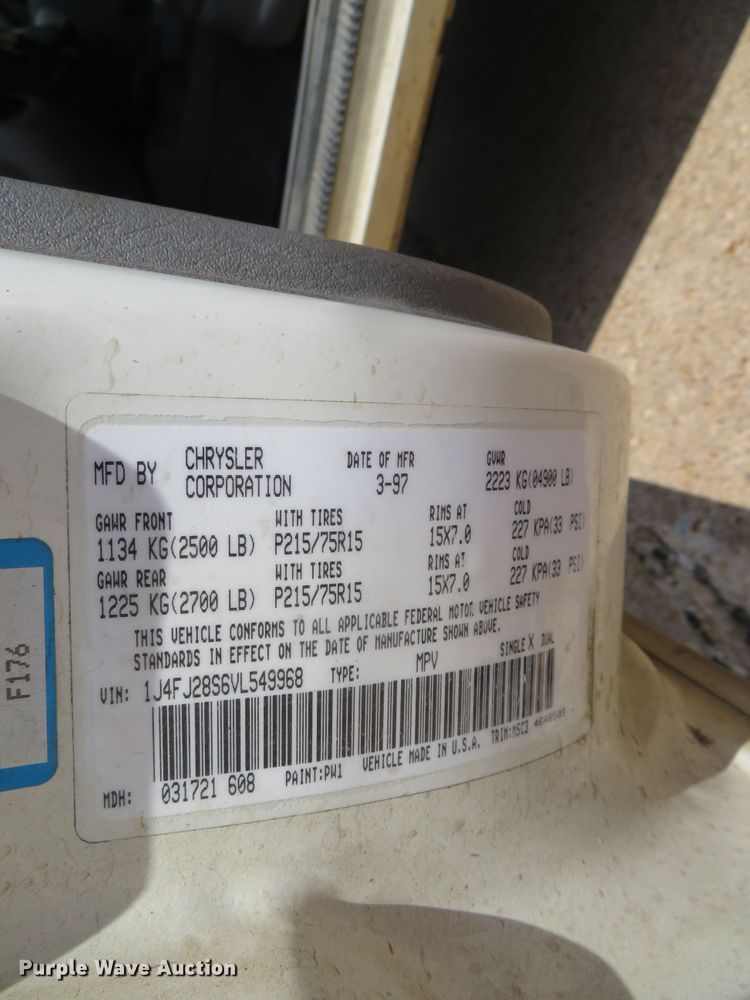 MFD BY CHRYSLER CORPORATION DATE OF MFR 3-97 GVWR 2223 KG(04900 LB)
GAWR FRONT WITH TIRES RIMS AT COLD
1134 KG(2500 LB) P215/75R15 15X7.0 227 KPA(33 PSI)
GAWR REAR WITH TIRES RIMS AT COLD
1225 KG(2700 LB) P215/75R15 15X7.0 227 KPA(33 PSI)
THIS VEHICLE CONFORMS TO ALL APPLICABLE FEDERAL MOTOR VEHICLE SAFETY
STANDARDS IN EFFECT ON THE DATE OF MANUFACTURE SHOWN ABOVE.
VIN: 1J4FJ28S6VL549968 TYPE: MPV SINGLE X DUAL
MDH: 031721 608 PAINT:PW1 VEHICLE MADE IN U.S.A. TRIM:M5C3
F176
Purple Wave Auction